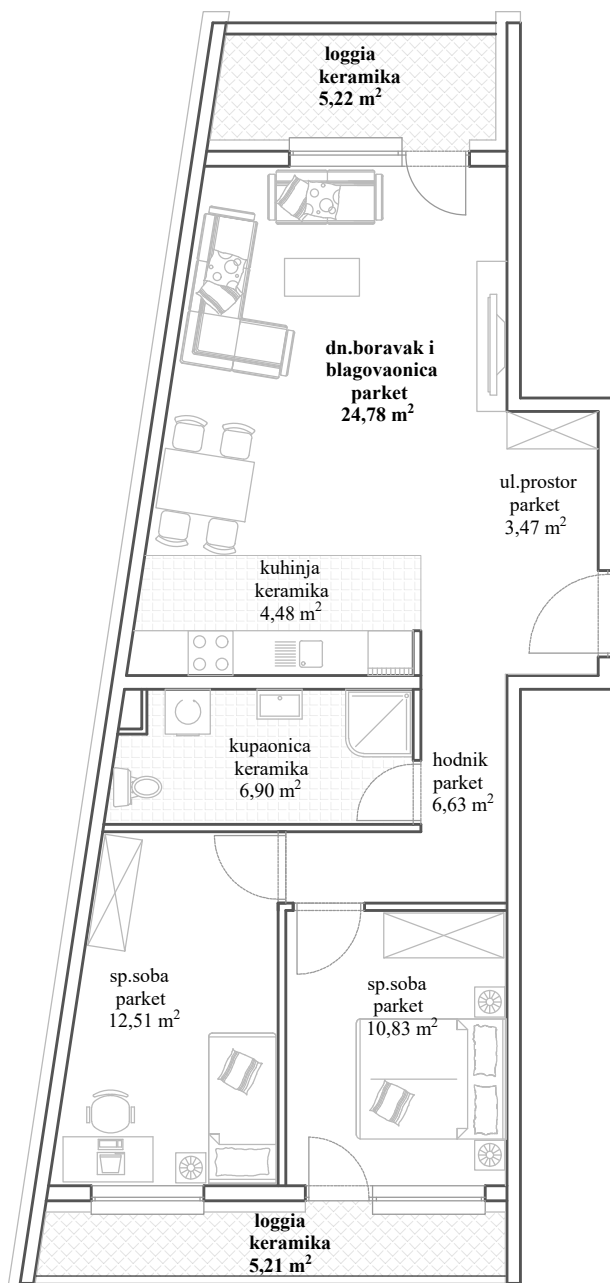 loggia
keramika
5,22 m²
dn.boravak i
blagovaonica
parket
24,78 m²
ul.prostor
parket
3,47 m²
kuhinja
keramika
4,48 m²
kupaonica
keramika
6,90 m²
hodnik
parket
6,63 m²
sp.soba
parket
12,51 m²
sp.soba
parket
10,83 m²
loggia
keramika
5,21 m²